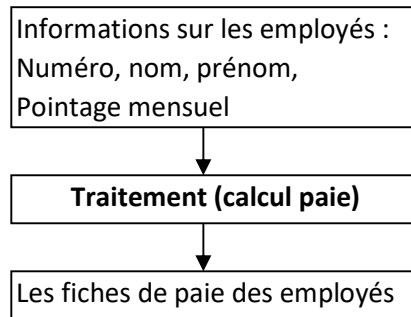 Informations sur les employés :
Numéro, nom, prénom,
Pointage mensuel
Traitement (calcul paie)
Les fiches de paie des employés